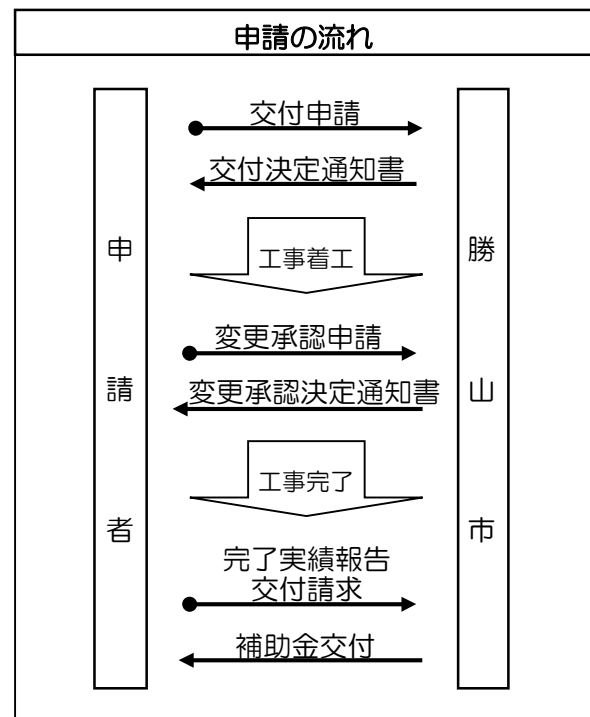 申請の流れ
交付申請
交付決定通知書
工事着工
変更承認申請
変更承認決定通知書
工事完了
完了実績報告
交付請求
補助金交付
申請者
勝山市